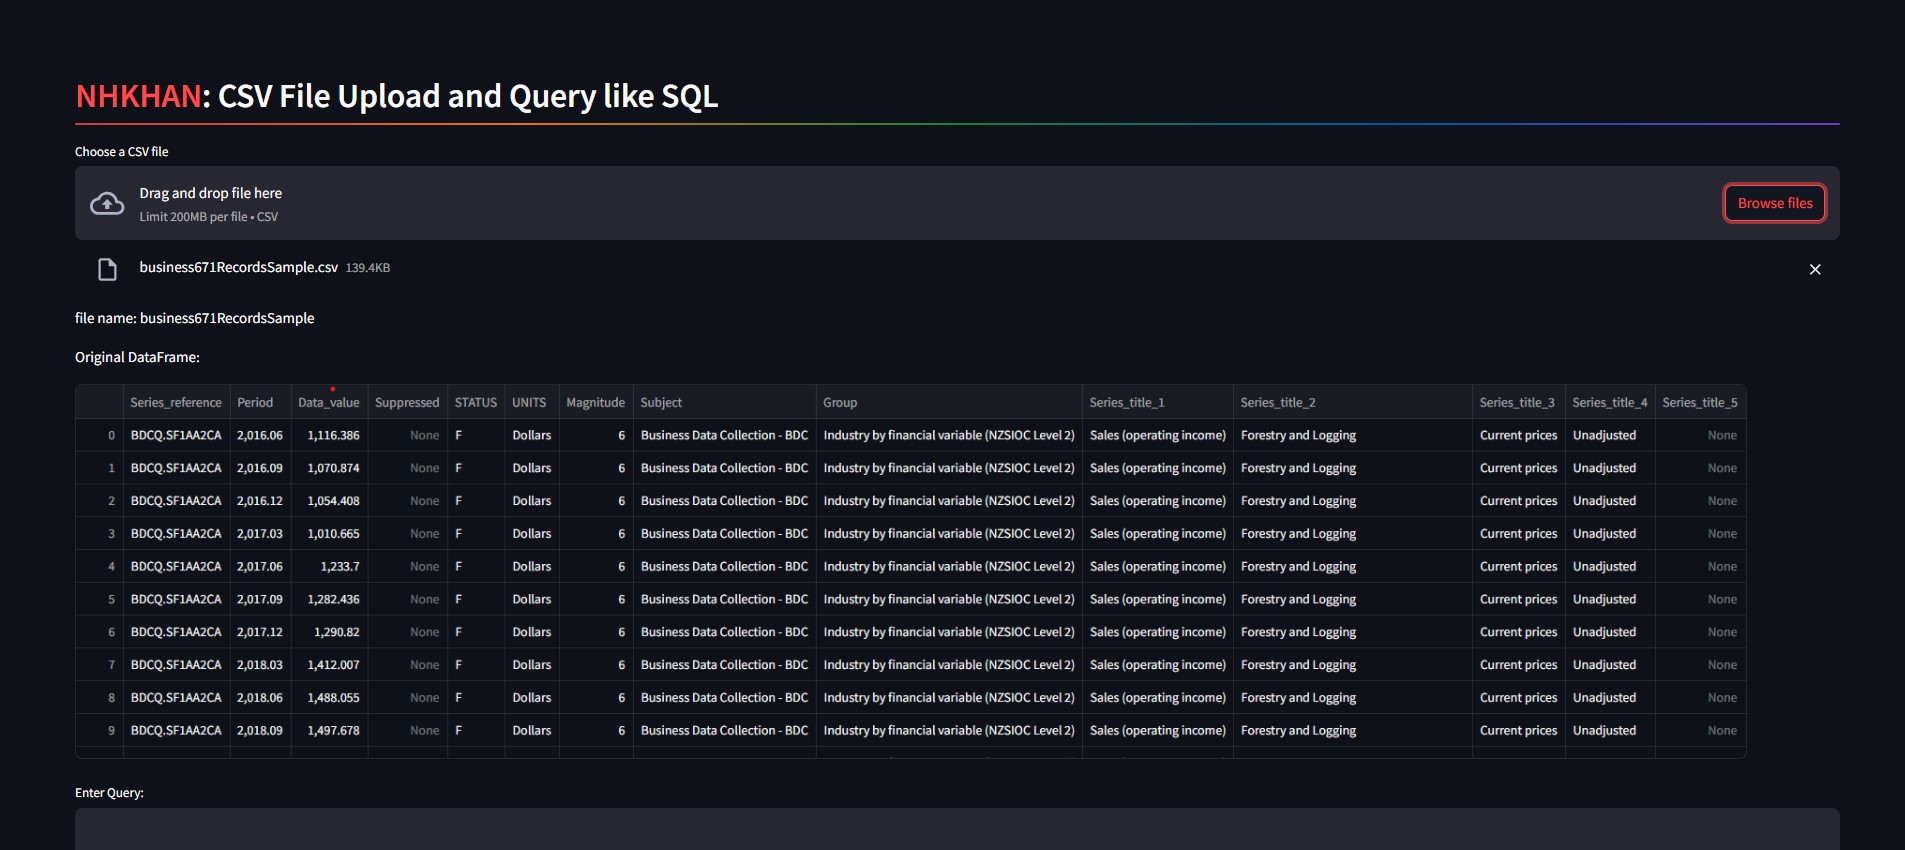 NHKHAN: CSV File Upload and Query like SQL
Choose a CSV file
Drag and drop file here
Limit 200MB per file • CSV
Browse files
business671RecordsSample.csv 139.4KB
file name: business671RecordsSample
Original DataFrame:
Series_reference Period Data_value Suppressed STATUS UNITS Magnitude Subject Group Series_title_1 Series_title_2 Series_title_3 Series_title_4 Series_title_5
0 BDCQ.SF1AA2CA 2,016.06 1,116.386 None F Dollars 6 Business Data Collection - BDC Industry by financial variable (NZSIOC Level 2) Sales (operating income) Forestry and Logging Current prices Unadjusted None
1 BDCQ.SF1AA2CA 2,016.09 1,070.874 None F Dollars 6 Business Data Collection - BDC Industry by financial variable (NZSIOC Level 2) Sales (operating income) Forestry and Logging Current prices Unadjusted None
2 BDCQ.SF1AA2CA 2,016.12 1,054.408 None F Dollars 6 Business Data Collection - BDC Industry by financial variable (NZSIOC Level 2) Sales (operating income) Forestry and Logging Current prices Unadjusted None
3 BDCQ.SF1AA2CA 2,017.03 1,010.665 None F Dollars 6 Business Data Collection - BDC Industry by financial variable (NZSIOC Level 2) Sales (operating income) Forestry and Logging Current prices Unadjusted None
4 BDCQ.SF1AA2CA 2,017.06 1,233.7 None F Dollars 6 Business Data Collection - BDC Industry by financial variable (NZSIOC Level 2) Sales (operating income) Forestry and Logging Current prices Unadjusted None
5 BDCQ.SF1AA2CA 2,017.09 1,282.436 None F Dollars 6 Business Data Collection - BDC Industry by financial variable (NZSIOC Level 2) Sales (operating income) Forestry and Logging Current prices Unadjusted None
6 BDCQ.SF1AA2CA 2,017.12 1,290.82 None F Dollars 6 Business Data Collection - BDC Industry by financial variable (NZSIOC Level 2) Sales (operating income) Forestry and Logging Current prices Unadjusted None
7 BDCQ.SF1AA2CA 2,018.03 1,412.007 None F Dollars 6 Business Data Collection - BDC Industry by financial variable (NZSIOC Level 2) Sales (operating income) Forestry and Logging Current prices Unadjusted None
8 BDCQ.SF1AA2CA 2,018.06 1,488.055 None F Dollars 6 Business Data Collection - BDC Industry by financial variable (NZSIOC Level 2) Sales (operating income) Forestry and Logging Current prices Unadjusted None
9 BDCQ.SF1AA2CA 2,018.09 1,497.678 None F Dollars 6 Business Data Collection - BDC Industry by financial variable (NZSIOC Level 2) Sales (operating income) Forestry and Logging Current prices Unadjusted None
Enter Query: